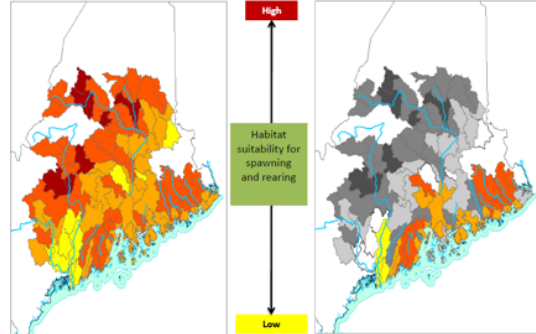 High
Habitat
suitability for
spawning
and rearing
Low